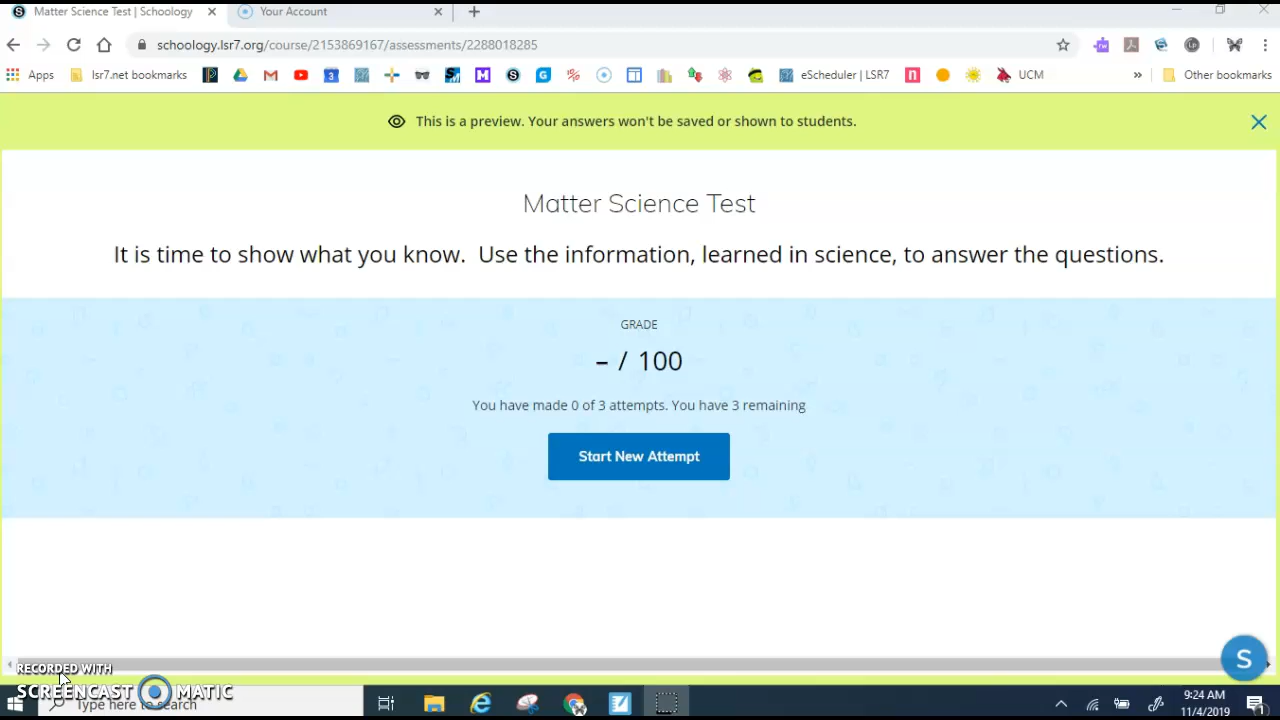 Matter Science Test | Schoology
Your Account
schoology.lsr7.org/course/2153869167/assessments/2288018285
Apps
lsr7.net bookmarks
eScheduler | LSR7
UCM
»
Other bookmarks
This is a preview. Your answers won't be saved or shown to students.
Matter Science Test
It is time to show what you know. Use the information, learned in science, to answer the questions.
GRADE
– / 100
You have made 0 of 3 attempts. You have 3 remaining
Start New Attempt
S
RECORDED WITH
SCREENCAST MATIC
Type here to search
9:24 AM
11/4/2019